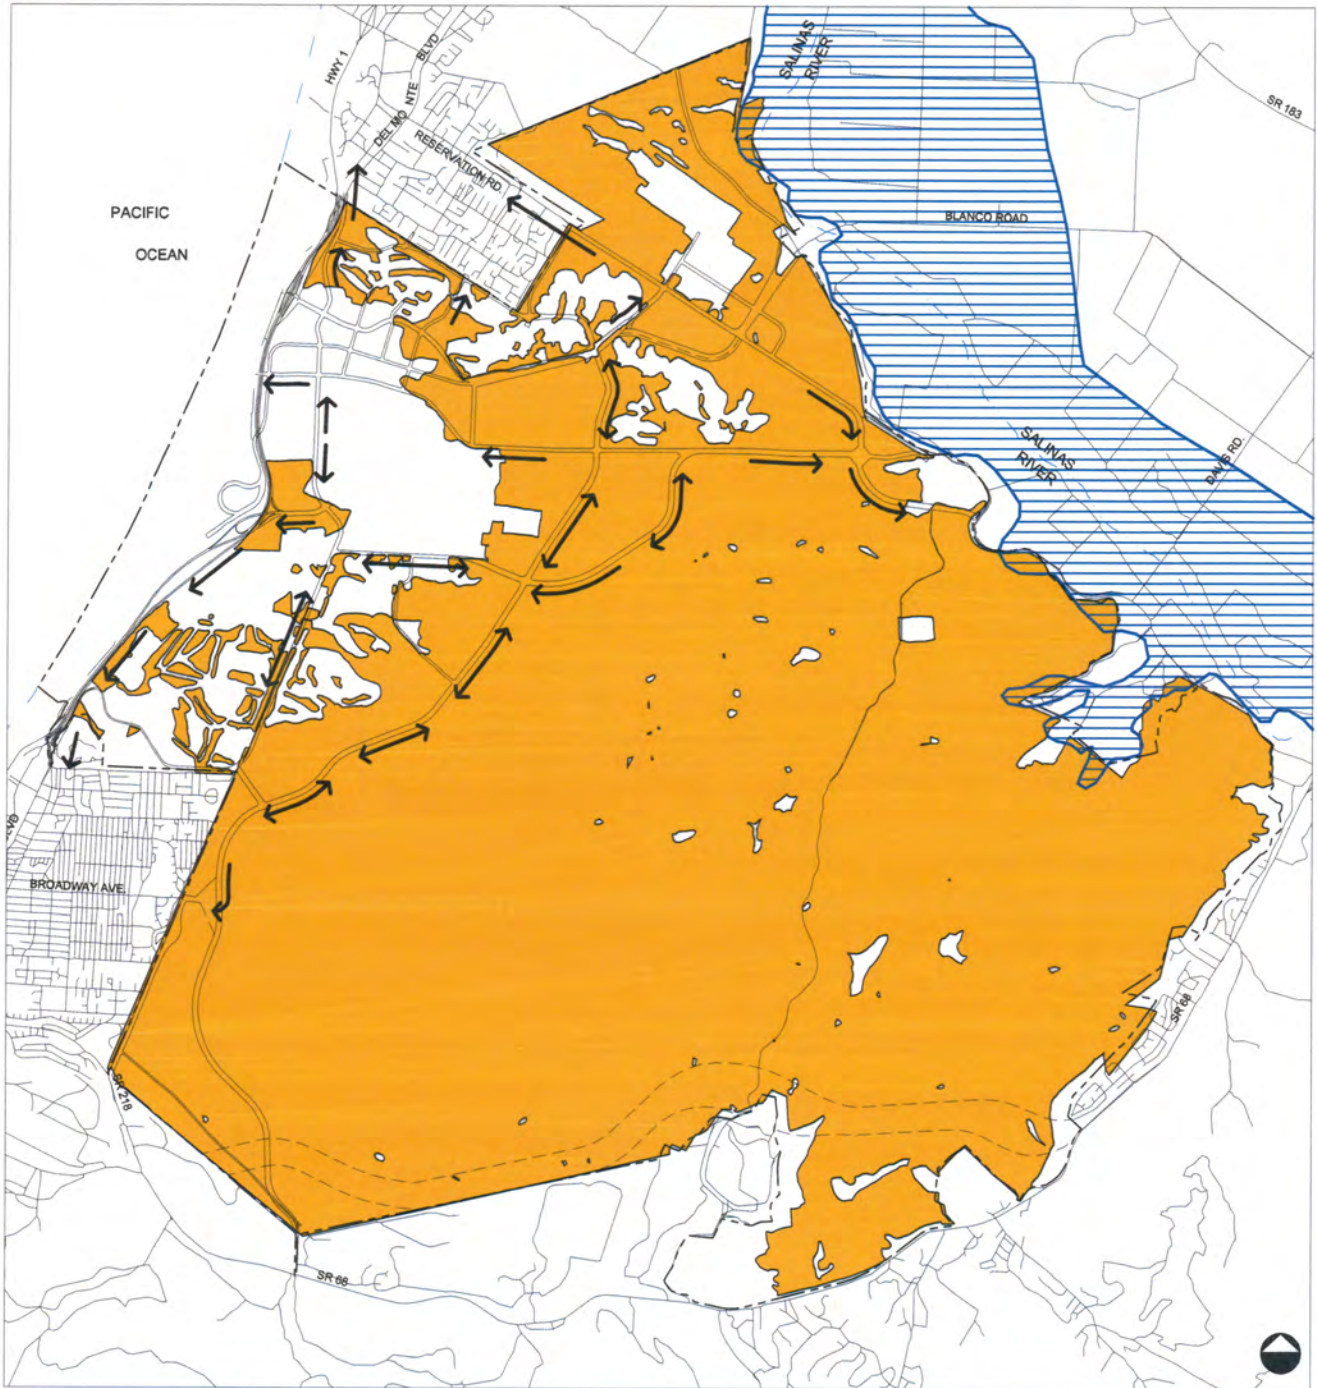 SALINAS
RIVER
HWY 1
DEL MO NTE BLVD
SR 183
RESERVATION RD.
PACIFIC
OCEAN
BLANCO ROAD
SALINAS
RIVER
DAVIS RD.
BROADWAY AVE.
SR 68
SR 218
SR 68